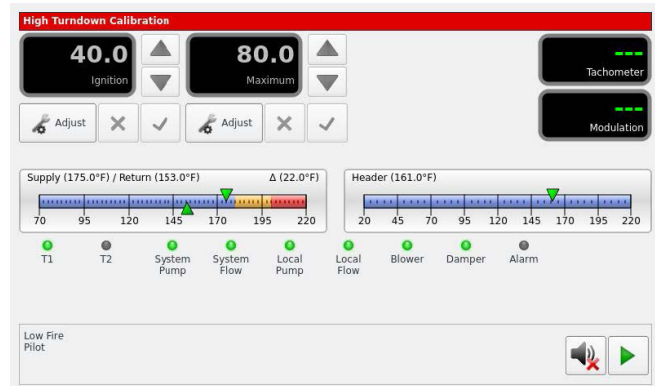 High Turndown Calibration
40.0
Ignition
80.0
Maximum
---
Tachometer
Adjust
Adjust
---
Modulation
Supply (175.0°F) / Return (153.0°F)
Δ (22.0°F)
Header (161.0°F)
70 95 120 145 170 195 220
20 45 70 95 120 145 170 195 220
T1
T2
System
Pump
System
Flow
Local
Pump
Local
Flow
Blower
Damper
Alarm
Low Fire
Pilot